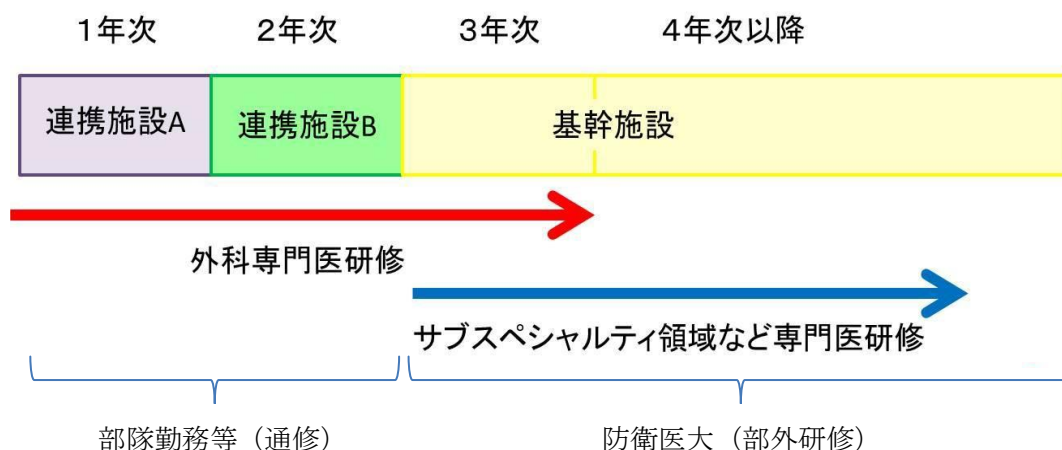 1年次 2年次 3年次 4年次以降
連携施設A 連携施設B 基幹施設
外科専門医研修
サブスペシャルティ領域など専門医研修
部隊勤務等（通修） 防衛医大（部外研修）